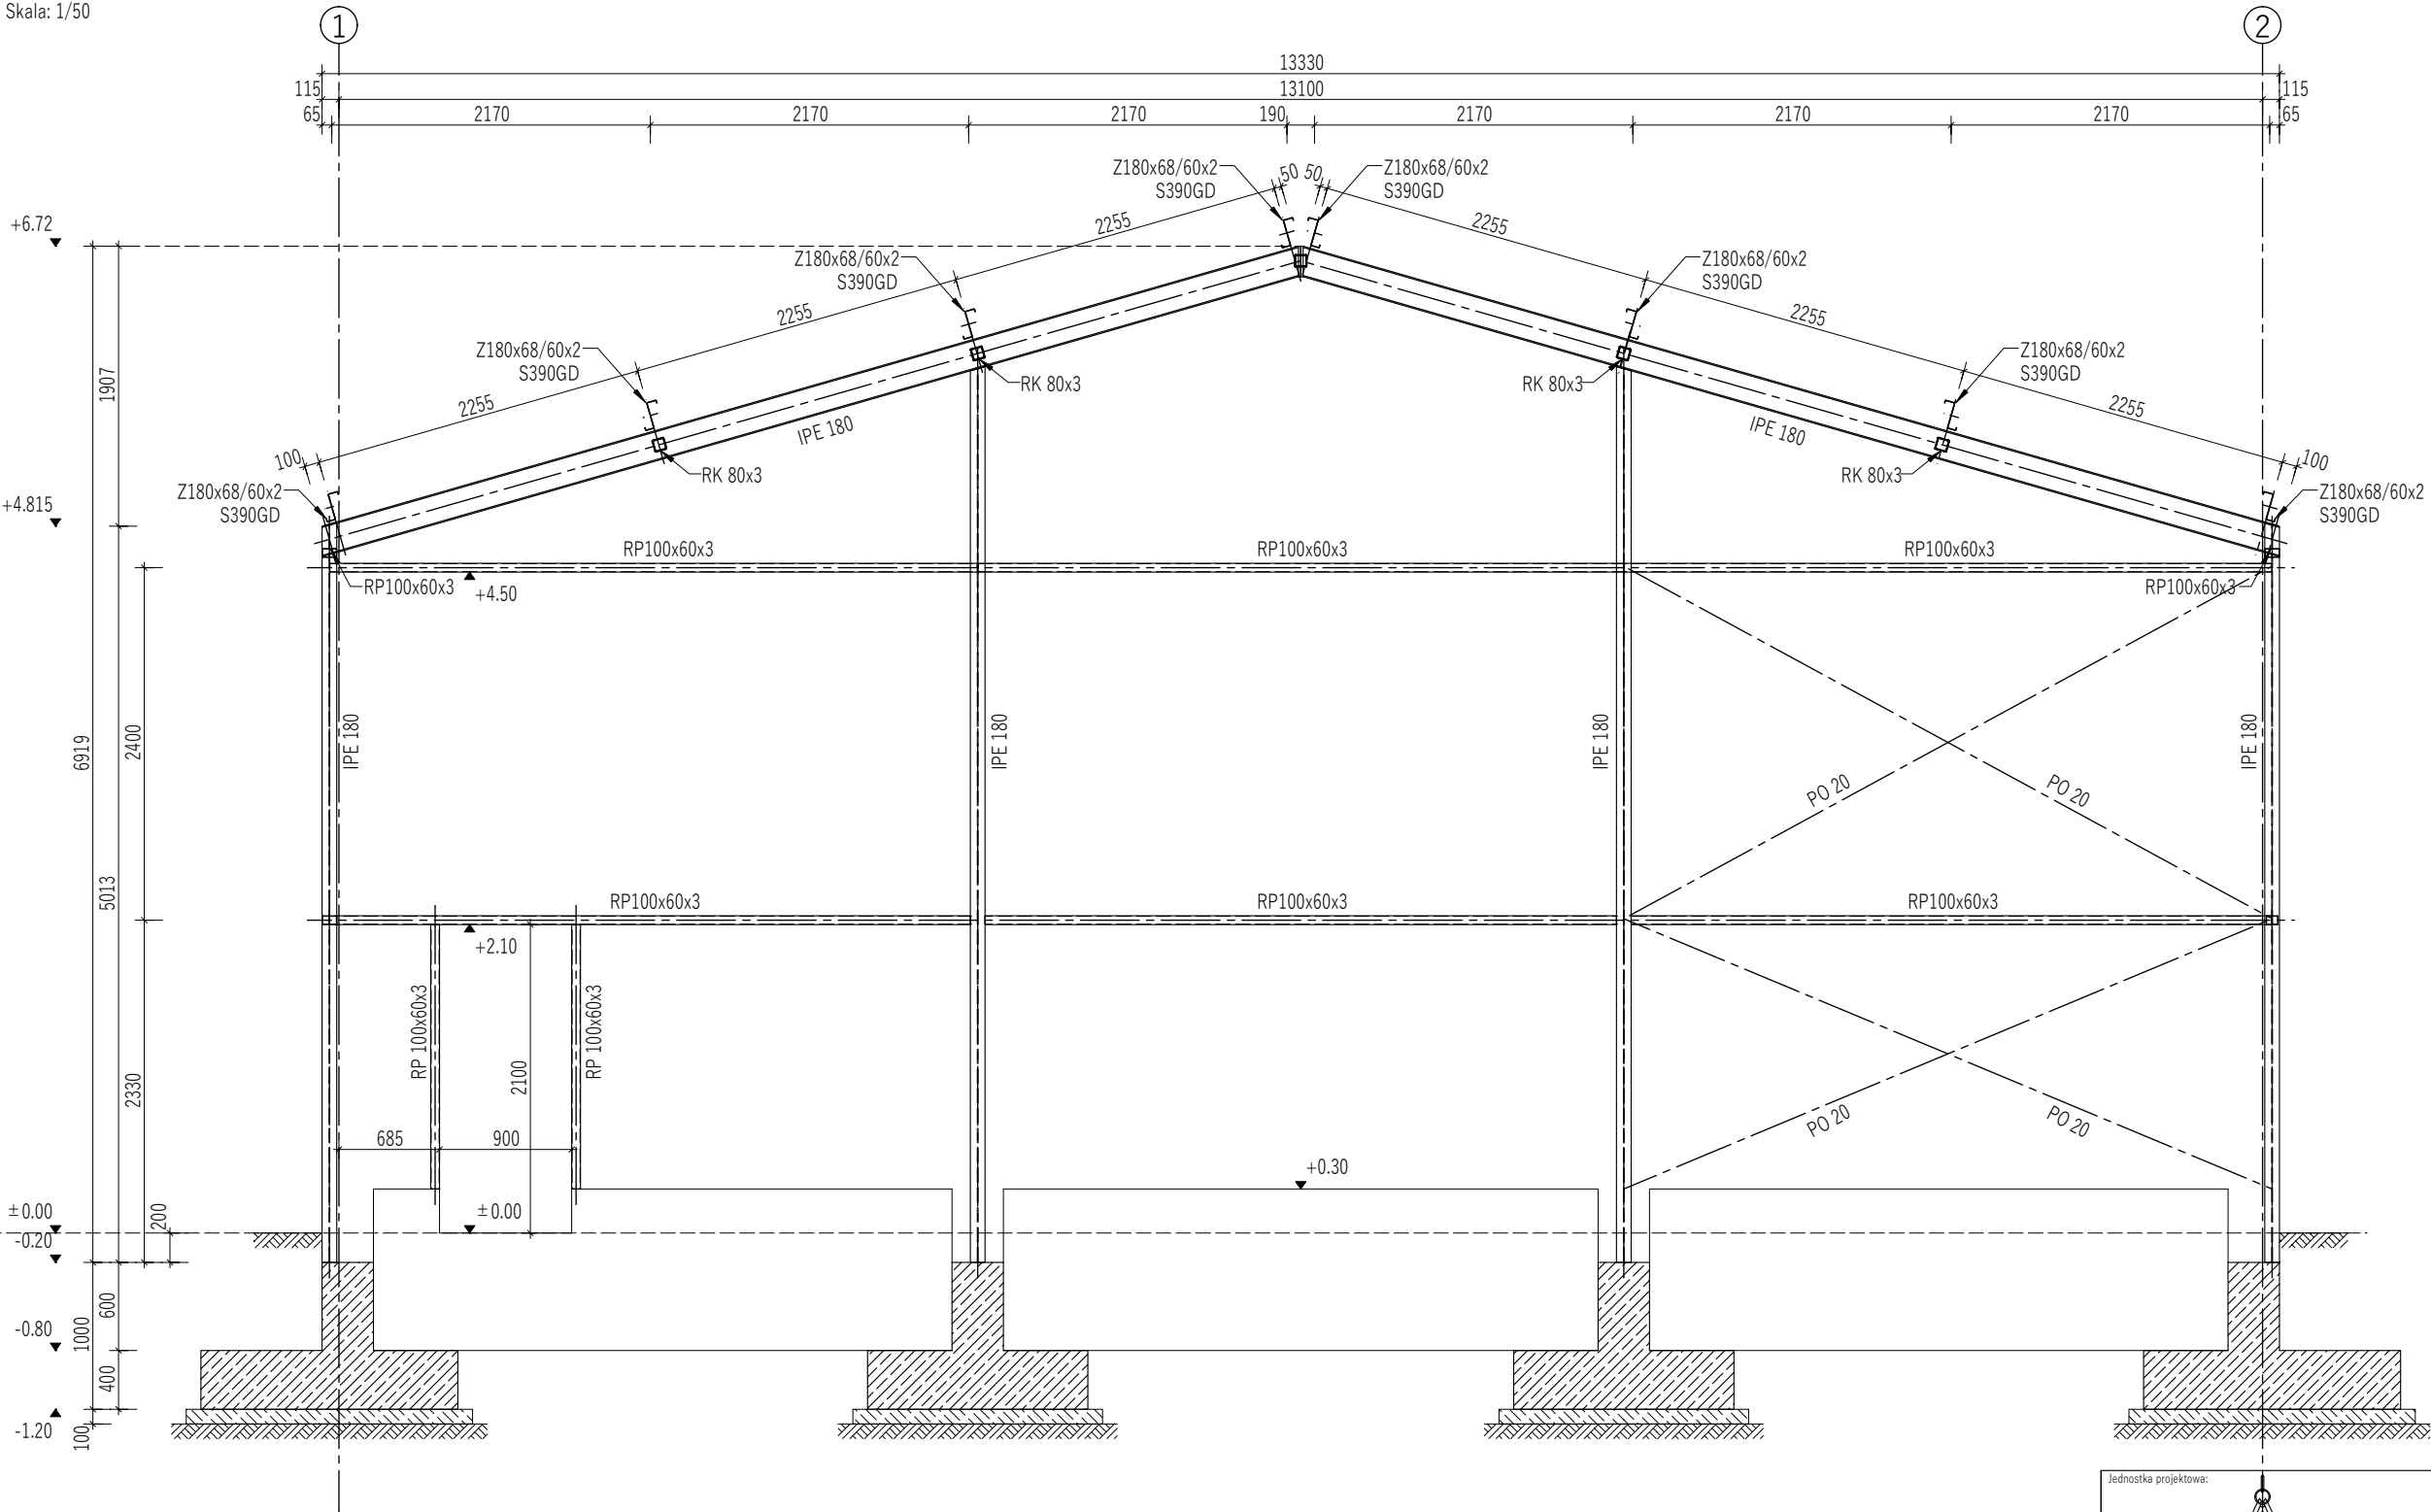 Skala: 1/50
1
2
13330
115
13100
115
65
2170
2170
2170
190
2170
2170
2170
65
Z180x68/60x2
S390GD
50
50
Z180x68/60x2
S390GD
+6.72
2255
2255
Z180x68/60x2
S390GD
Z180x68/60x2
S390GD
2255
2255
Z180x68/60x2
S390GD
RK 80x3
RK 80x3
Z180x68/60x2
S390GD
1907
2255
2255
IPE 180
IPE 180
100
RK 80x3
RK 80x3
100
Z180x68/60x2
S390GD
Z180x68/60x2
S390GD
+4.815
RP100x60x3
RP100x60x3
RP100x60x3
RP100x60x3
+4.50
RP100x60x3
6919
2400
IPE 180
IPE 180
IPE 180
IPE 180
PO 20
PO 20
5013
RP100x60x3
RP100x60x3
RP100x60x3
+2.10
2330
RP 100x60x3
2100
RP 100x60x3
PO 20
PO 20
685
900
+0.30
±0.00
200
±0.00
-0.20
600
-0.80
1000
400
-1.20
100
Jednostka projektowa: